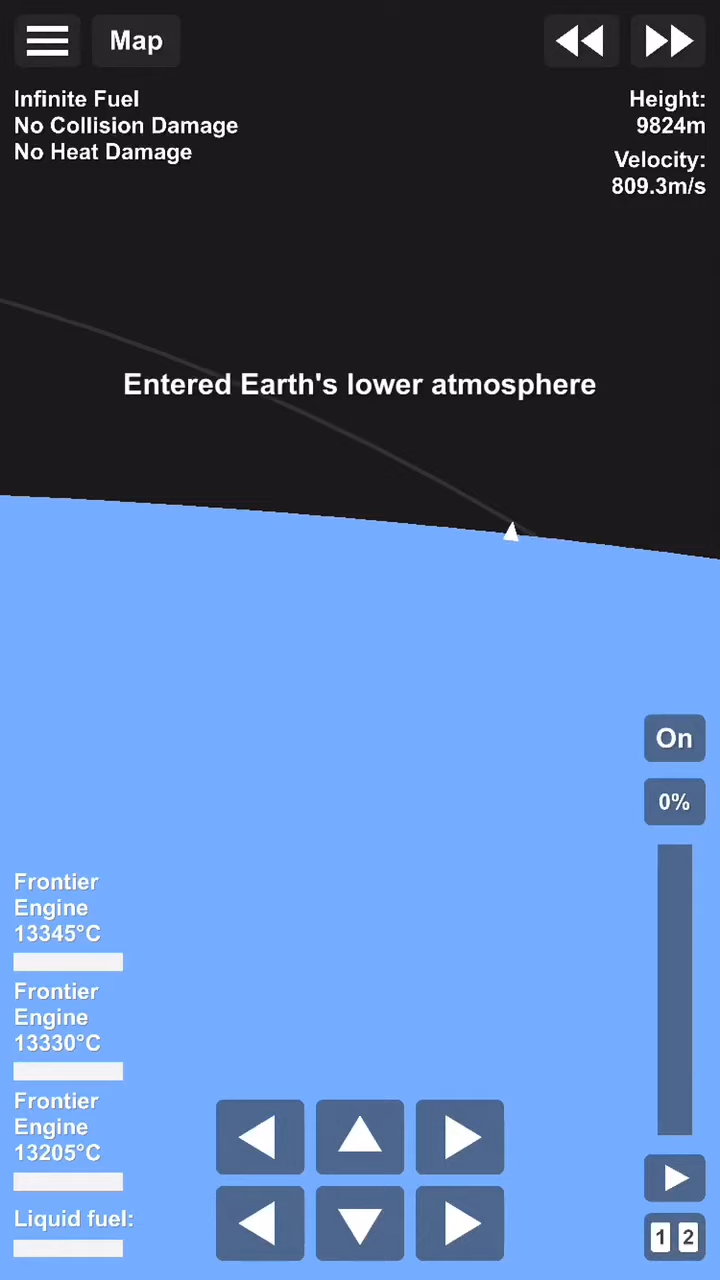 Map
Infinite Fuel
No Collision Damage
No Heat Damage
Height:
9824m
Velocity:
809.3m/s
Entered Earth's lower atmosphere
On
0%
Frontier
Engine
13345°C
Frontier
Engine
13330°C
Frontier
Engine
13205°C
Liquid fuel:
1 2